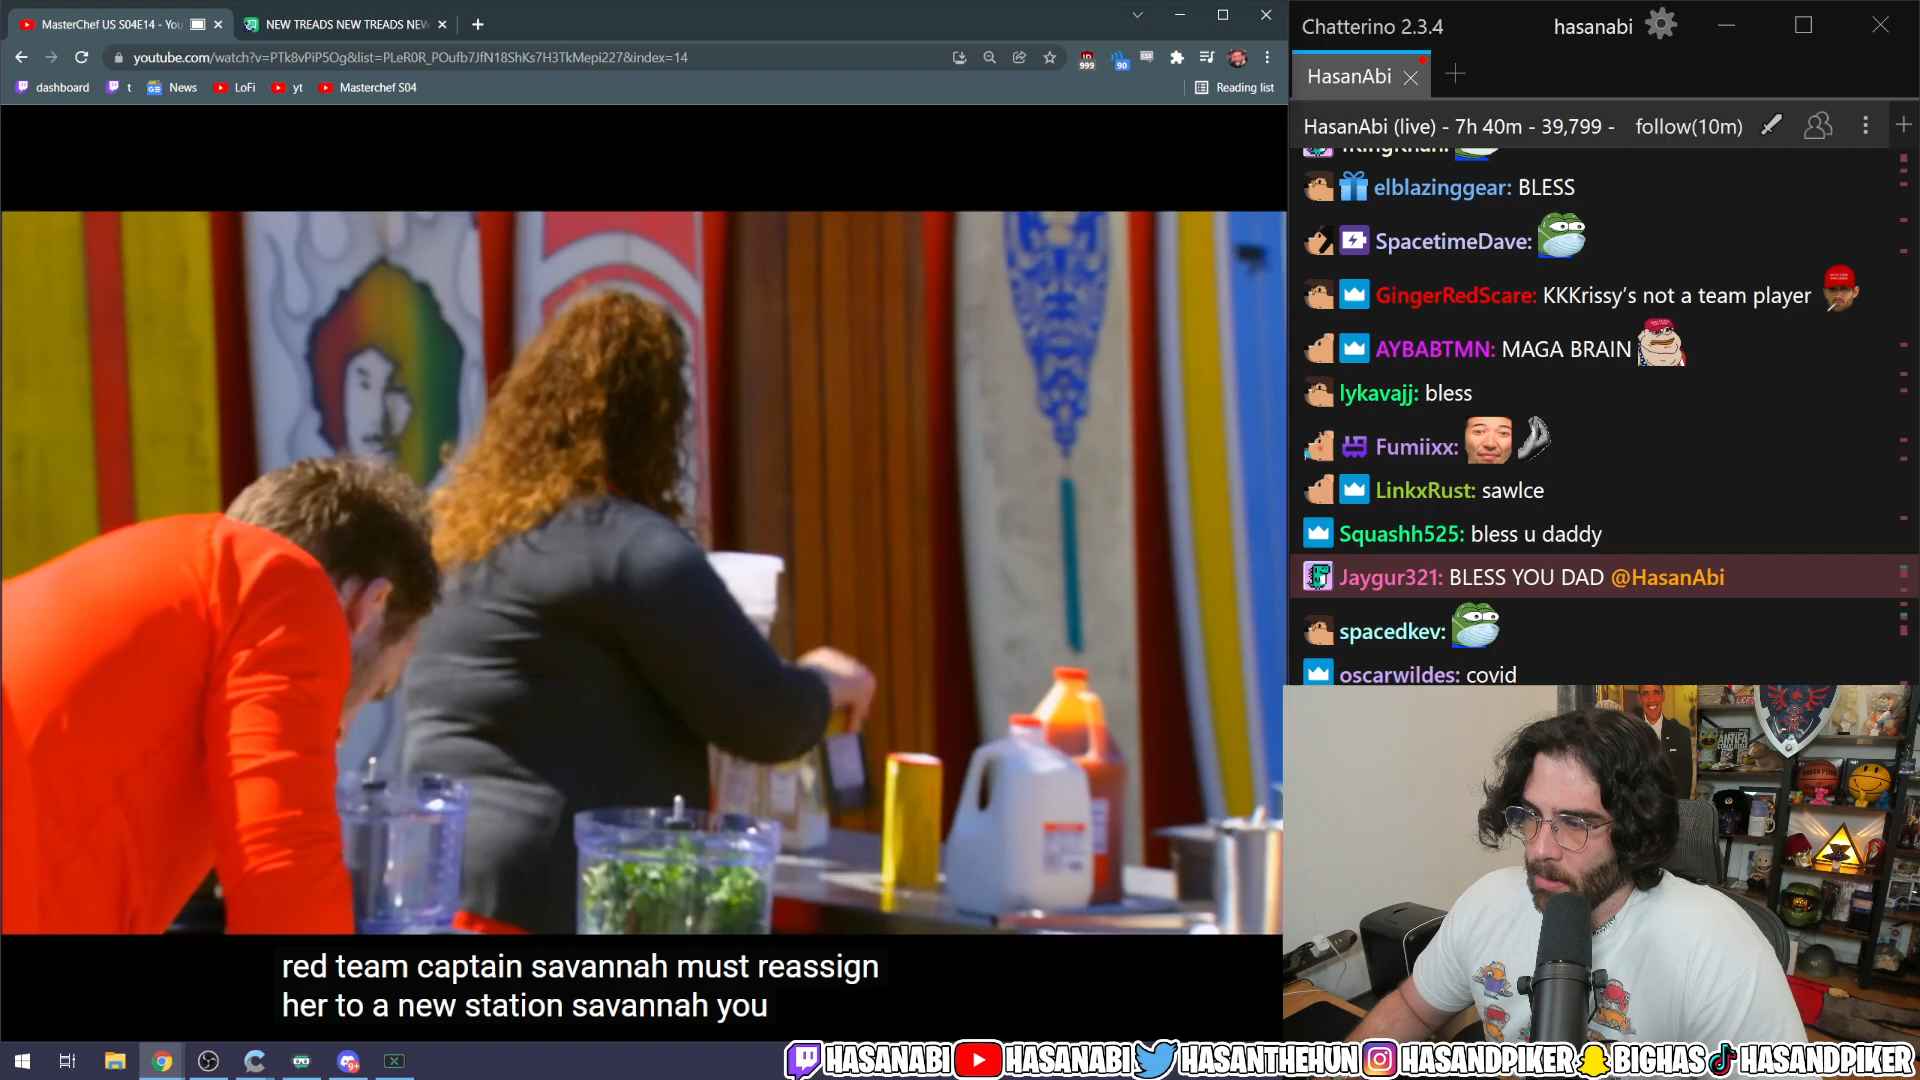 MasterChef US S04E14 - You
NEW TREADS NEW TREADS NEW
youtube.com/watch?v=PTk8vPiP5Og&list=PLeR0R_POufb7JfN18ShKs7H3TkMepi227&index=14
999
90
dashboard
t
News
LoFi
yt
Masterchef S04
Reading list
red team captain savannah must reassign
her to a new station savannah you
Chatterino 2.3.4
hasanabi
HasanAbi
HasanAbi (live) - 7h 40m - 39,799 -
follow(10m)
elblazinggear: BLESS
SpacetimeDave:
GingerRedScare: KKKrissy's not a team player
AYBABTMN: MAGA BRAIN
lykavajj: bless
Fumiixx:
LinkxRust: sawlce
Squashh525: bless u daddy
Jaygur321: BLESS YOU DAD @HasanAbi
spacedkev:
oscarwildes: covid
HASANABI
HASANABI
HASANTHEHUN
HASANDPIKER
BIGHAS
HASANDPIKER